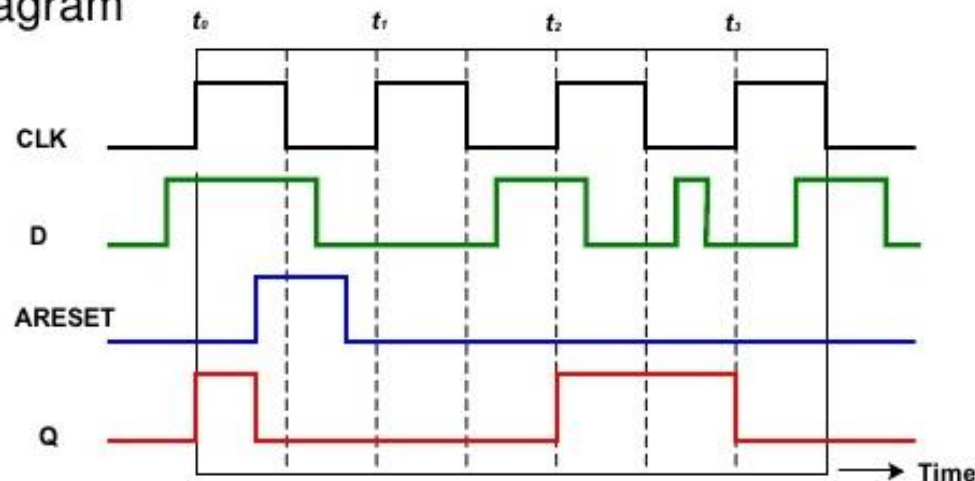 agram
t₀ t₁ t₂ t₃
CLK
D
ARESET
Q
Time